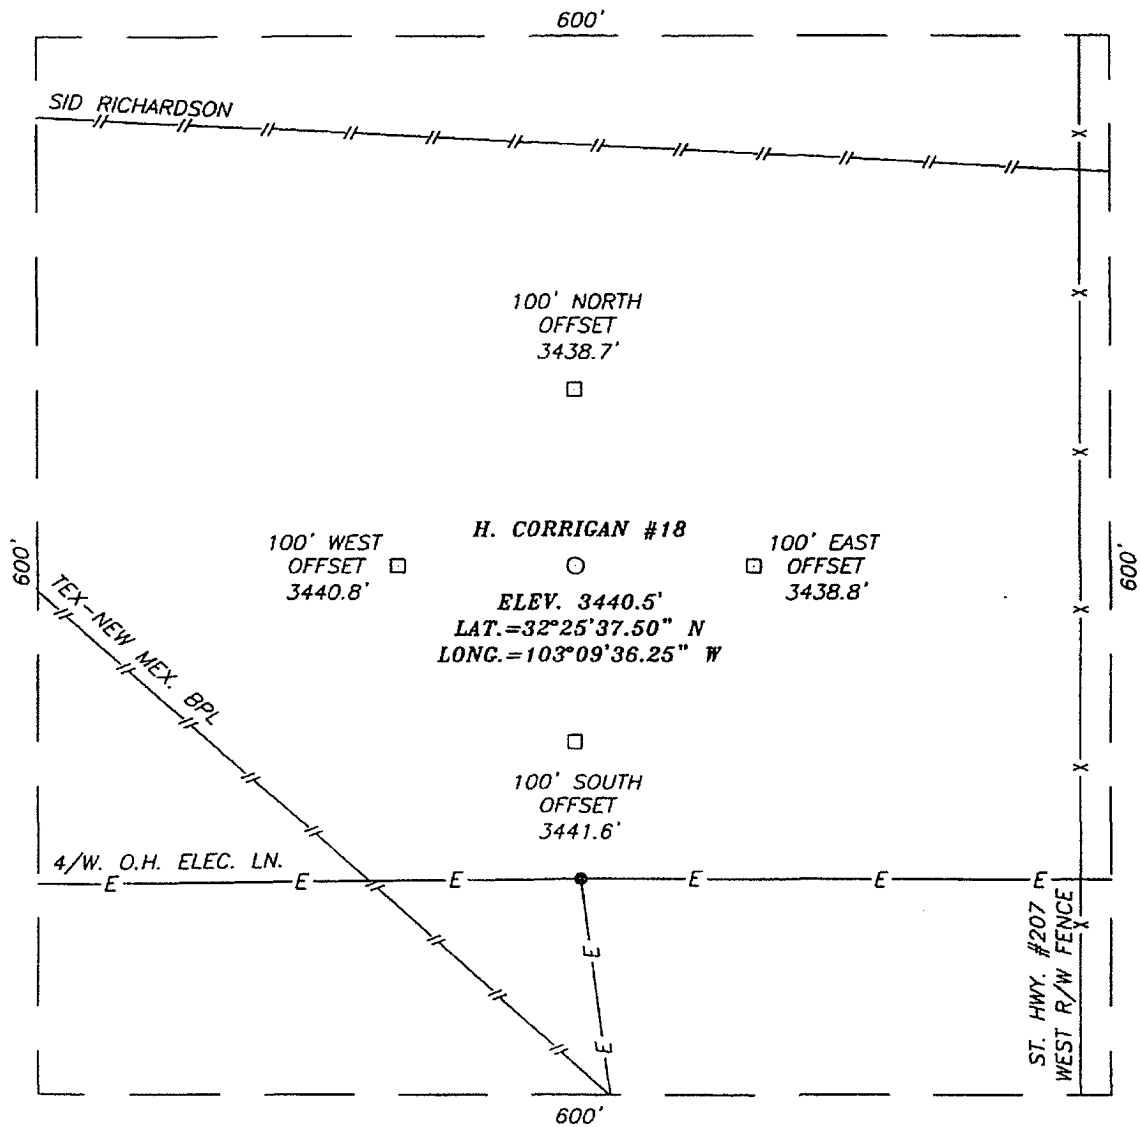 600'
SID RICHARDSON
100' NORTH
OFFSET
3438.7'
600'
100' WEST
OFFSET
3440.8'
H. CORRIGAN #18
ELEV. 3440.5'
LAT.=32°25'37.50" N
LONG.=103°09'36.25" W
100' EAST
OFFSET
3438.8'
600'
TEX-NEW MEX. BPL
100' SOUTH
OFFSET
3441.6'
4/W. O.H. ELEC. LN.
E E E E E E
E
E
ST. HWY. #207
WEST R/W FENCE
600'